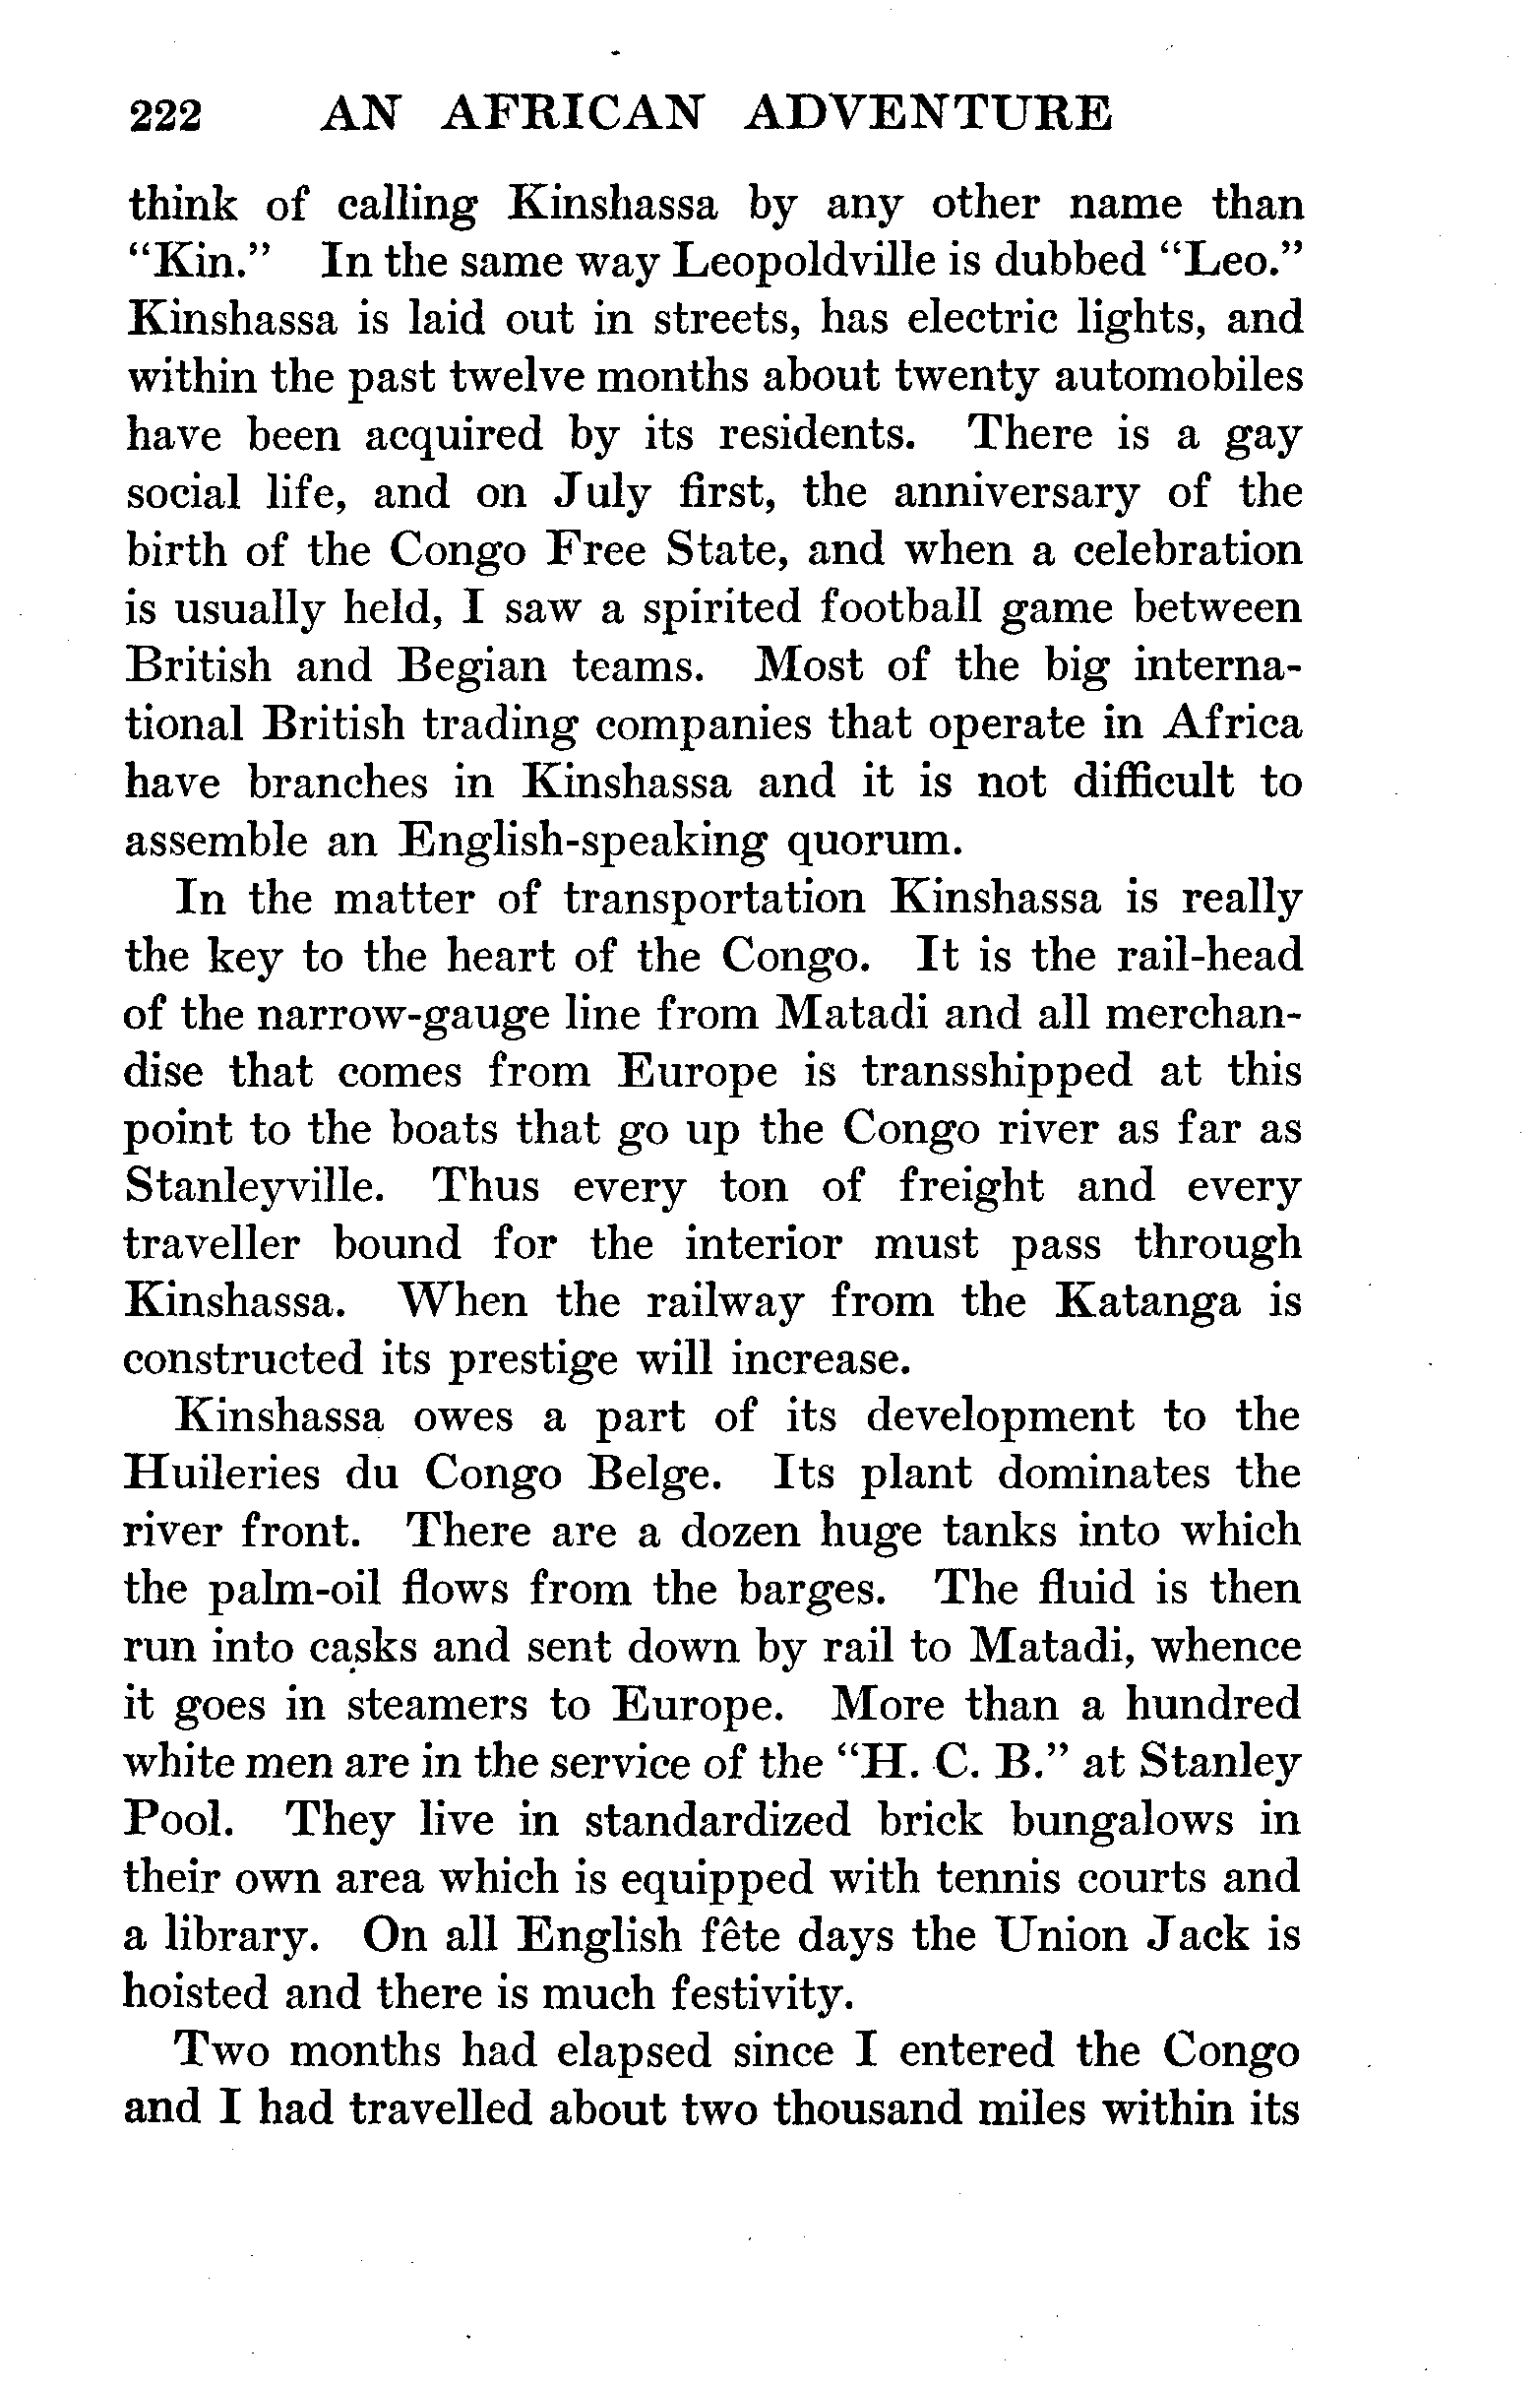 222 AN AFRICAN ADVENTURE
think of calling Kinshassa by any other name than
“Kin.” In the same way Leopoldville is dubbed “Leo.”
Kinshassa is laid out in streets, has electric lights, and
within the past twelve months about twenty automobiles
have been acquired by its residents. There is a gay
social life, and on July first, the anniversary of the
birth of the Congo Free State, and when a celebration
is usually held, I saw a spirited football game between
British and Begian teams. Most of the big interna-
tional British trading companies that operate in Africa
have branches in Kinshassa and it is not difficult to
assemble an English-speaking quorum.
In the matter of transportation Kinshassa is really
the key to the heart of the Congo. It is the rail-head
of the narrow-gauge line from Matadi and all merchan-
dise that comes from Europe is transshipped at this
point to the boats that go up the Congo river as far as
Stanleyville. Thus every ton of freight and every
traveller bound for the interior must pass through
Kinshassa. When the railway from the Katanga is
constructed its prestige will increase.
Kinshassa owes a part of its development to the
Huileries du Congo Belge. Its plant dominates the
river front. There are a dozen huge tanks into which
the palm-oil flows from the barges. The fluid is then
run into casks and sent down by rail to Matadi, whence
it goes in steamers to Europe. More than a hundred
white men are in the service of the “H. C. B.” at Stanley
Pool. They live in standardized brick bungalows in
their own area which is equipped with tennis courts and
a library. On all English fête days the Union Jack is
hoisted and there is much festivity.
Two months had elapsed since I entered the Congo
and I had travelled about two thousand miles within its